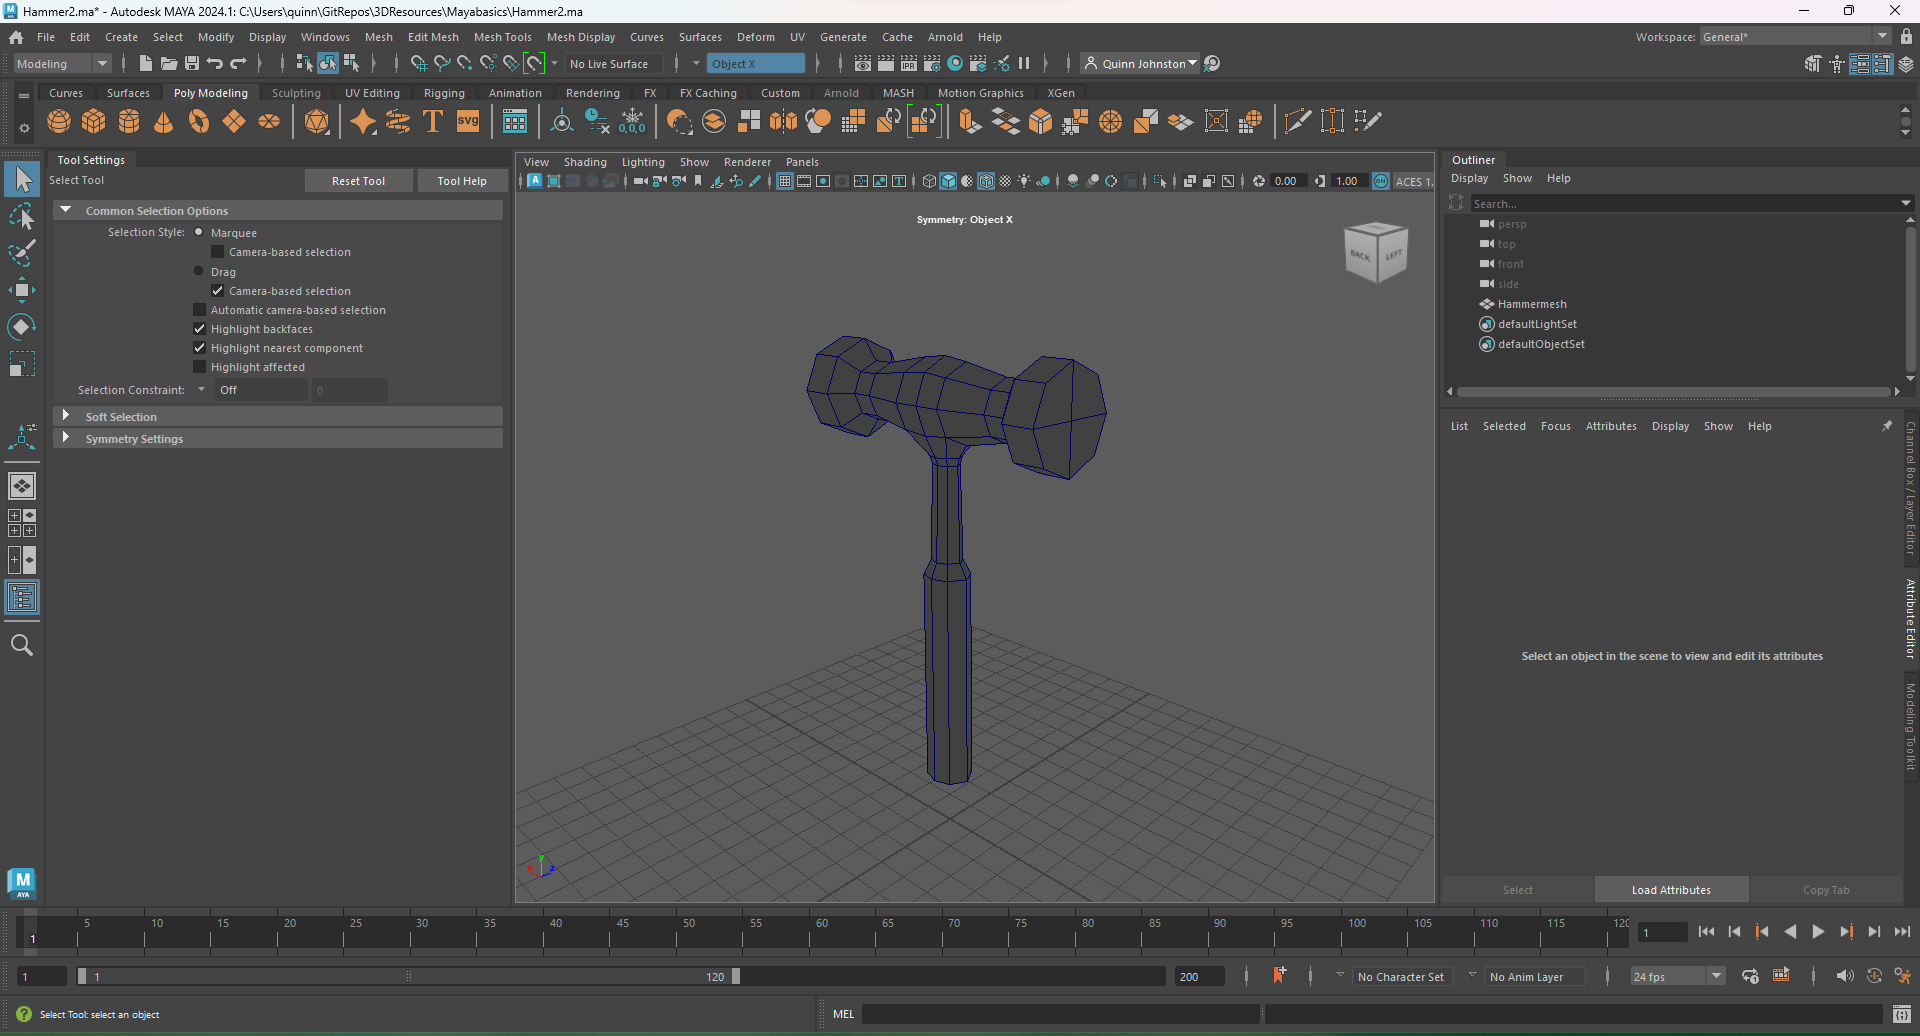 Hammer2.ma* - Autodesk MAYA 2024.1: C:\Users\quinn\GitRepos\3DResources\Mayabasics\Hammer2.ma
File Edit Create Select Modify Display Windows Mesh Edit Mesh Mesh Tools Mesh Display Curves Surfaces Deform UV Generate Cache Arnold Help
Workspace: General*
Modeling
No Live Surface
Object X
IPR
Quinn Johnston
Curves Surfaces Poly Modeling Sculpting UV Editing Rigging Animation Rendering FX FX Caching Custom Arnold MASH Motion Graphics XGen
T
svg
0,0,0
Tool Settings
Select Tool
Reset Tool
Tool Help
Common Selection Options
Selection Style: Marquee
Camera-based selection
Drag
Camera-based selection
Automatic camera-based selection
Highlight backfaces
Highlight nearest component
Highlight affected
Selection Constraint: Off 0
Soft Selection
Symmetry Settings
M
AYA
View Shading Lighting Show Renderer Panels
0.00
1.00
ON
ACES 1.
Symmetry: Object X
BACK LEFT
y
x z
Outliner
Display Show Help
Search...
persp
top
front
side
Hammermesh
defaultLightSet
defaultObjectSet
List Selected Focus Attributes Display Show Help
Select an object in the scene to view and edit its attributes
Select
Load Attributes
Copy Tab
Channel Box / Layer Editor
Attribute Editor
Modeling Toolkit
5 10 15 20 25 30 35 40 45 50 55 60 65 70 75 80 85 90 95 100 105 110 115 120
1
1
1
1
120
200
No Character Set
No Anim Layer
24 fps
Select Tool: select an object
MEL